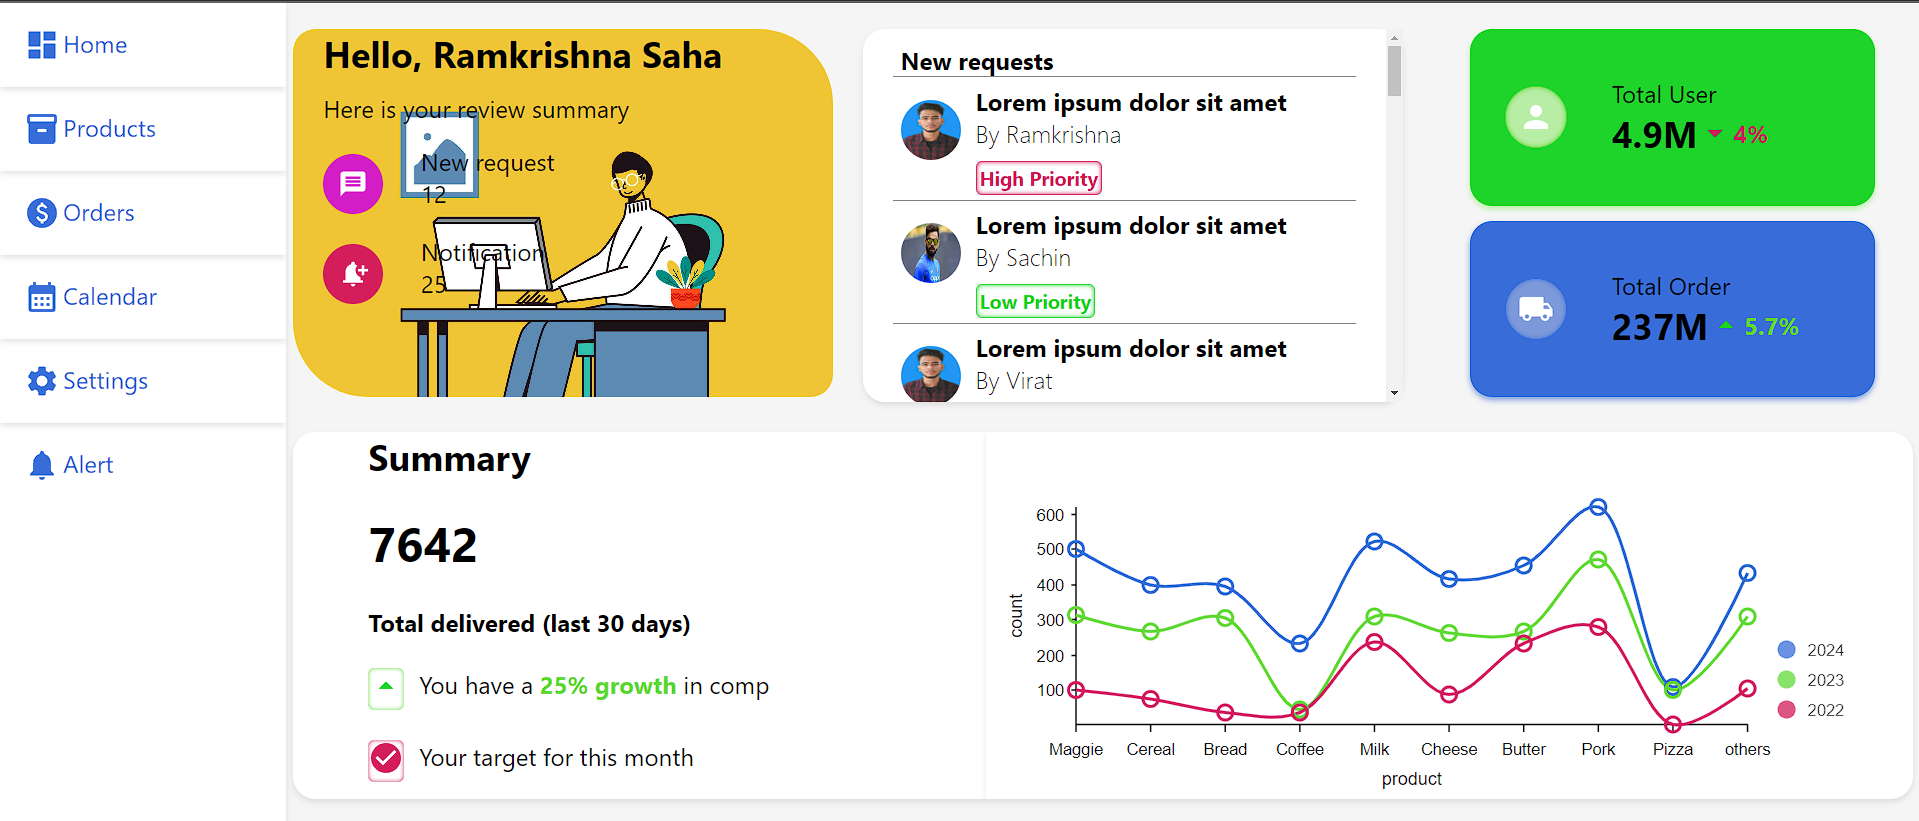 Home
Products
Orders
Calendar
Settings
Alert
Hello, Ramkrishna Saha
Here is your review summary
New request
12
Notification
25
New requests
Lorem ipsum dolor sit amet
By Ramkrishna
High Priority
Lorem ipsum dolor sit amet
By Sachin
Low Priority
Lorem ipsum dolor sit amet
By Virat
Total User
4.9M 4%
Total Order
237M 5.7%
Summary
7642
Total delivered (last 30 days)
You have a 25% growth in comp
Your target for this month
600
500
400
300
200
100
count
Maggie Cereal Bread Coffee Milk Cheese Butter Pork Pizza others
product
2024
2023
2022